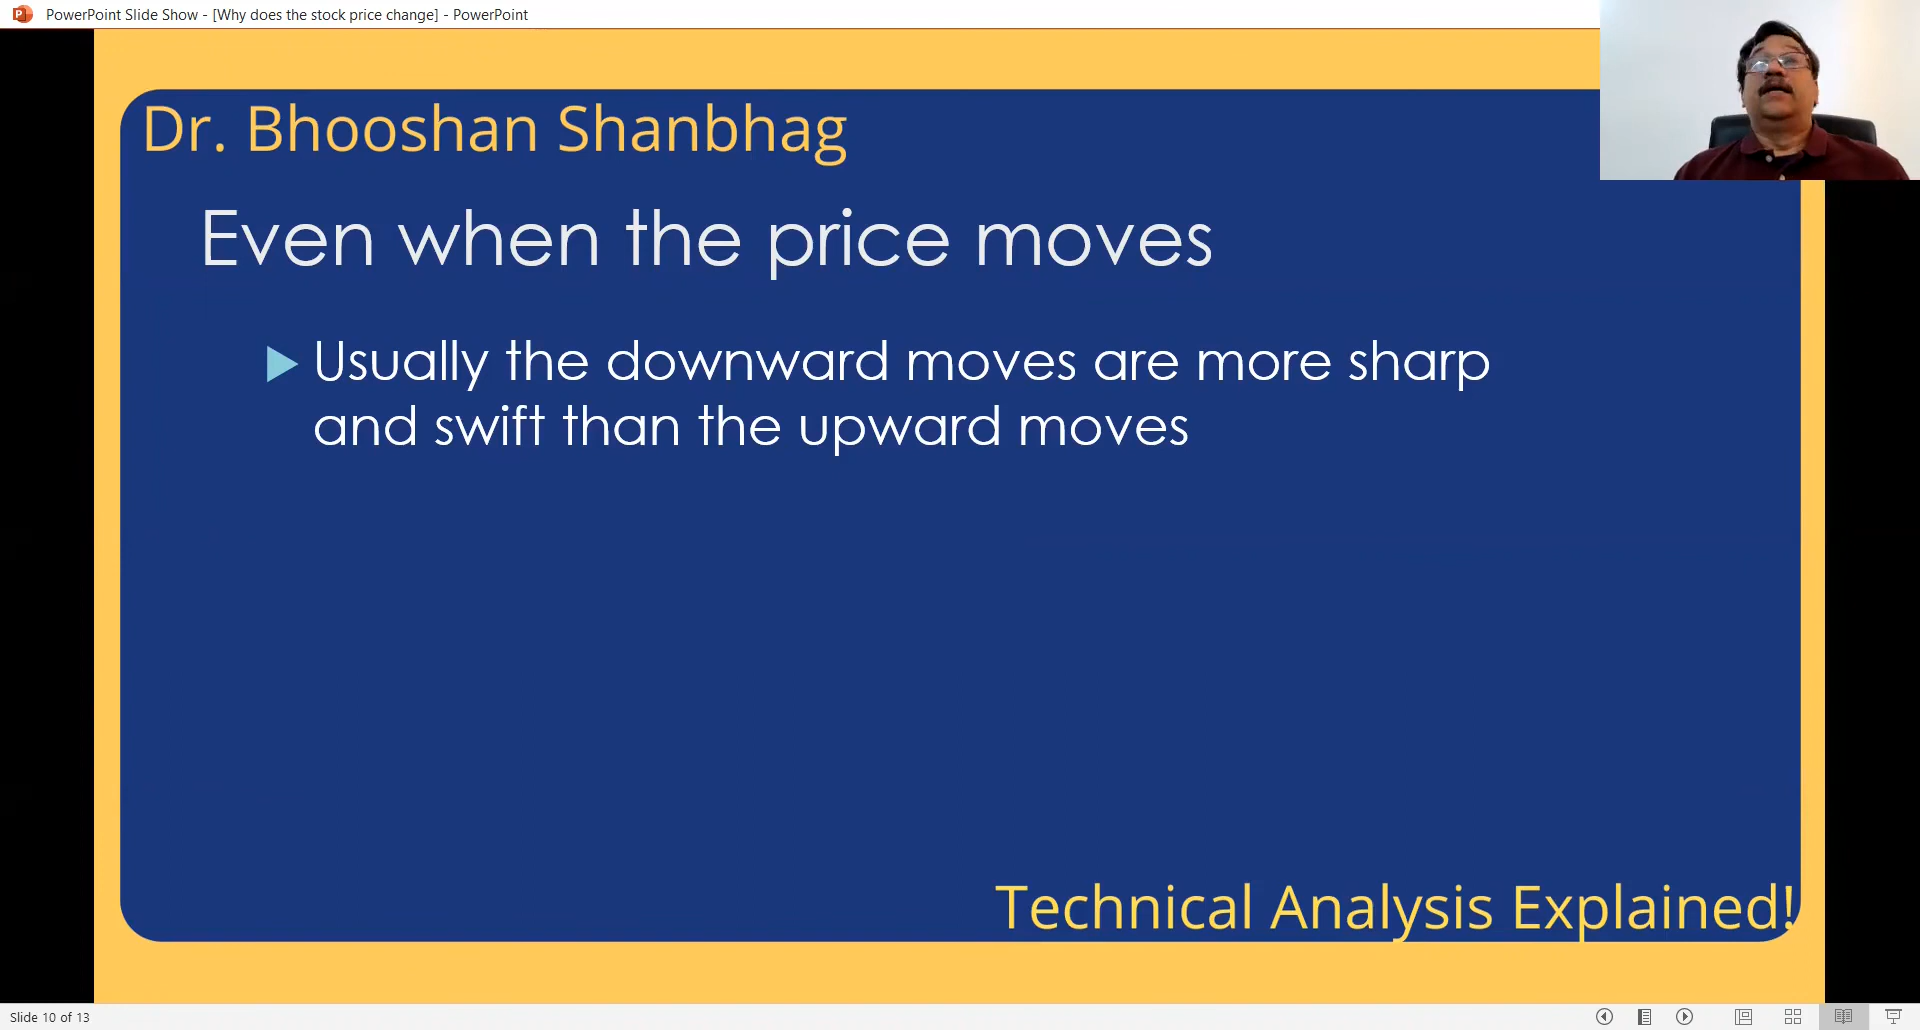 PowerPoint Slide Show - [Why does the stock price change] - PowerPoint
Dr. Bhooshan Shanbhag
Even when the price moves
Usually the downward moves are more sharp
and swift than the upward moves
Technical Analysis Explained!
Slide 10 of 13